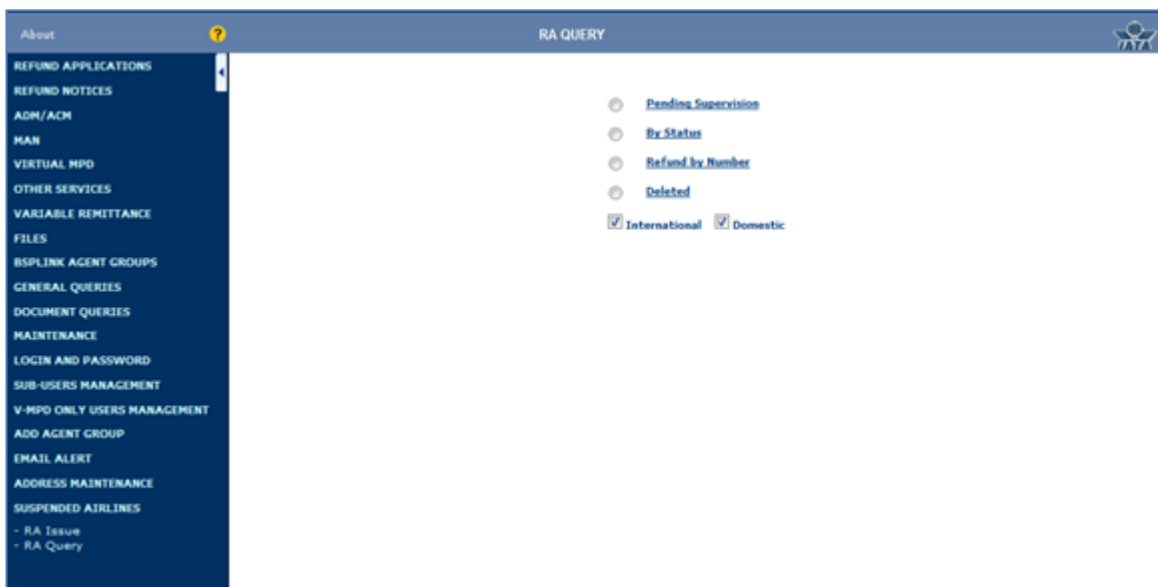 About ? RA QUERY
IATA
REFUND APPLICATIONS
REFUND NOTICES
ADM/ACM
MAN
VIRTUAL MPD
OTHER SERVICES
VARIABLE REMITTANCE
FILES
BSPLINK AGENT GROUPS
GENERAL QUERIES
DOCUMENT QUERIES
MAINTENANCE
LOGIN AND PASSWORD
SUB-USERS MANAGEMENT
V-MPD ONLY USERS MANAGEMENT
ADD AGENT GROUP
EMAIL ALERT
ADDRESS MAINTENANCE
SUSPENDED AIRLINES
- RA Issue
- RA Query
Pending Supervision
By Status
Refund by Number
Deleted
International Domestic